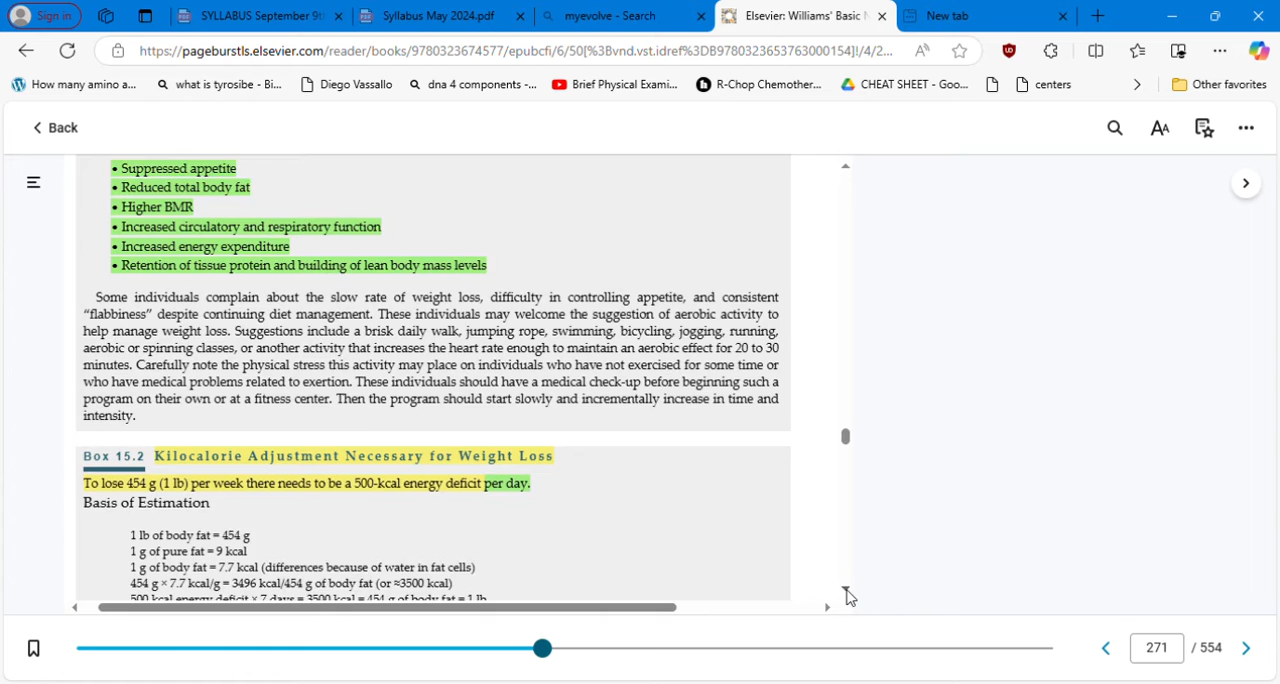 Sign in
SYLLABUS September 9t
Syllabus May 2024.pdf
myevolve - Search
Elsevier: Williams' Basic N
New tab
https://pageburstls.elsevier.com/reader/books/9780323674577/epubcfi/6/50[%3Bvnd.vst.idref%3DB9780323653763000154]!/4/2...
How many amino a...
what is tyrosibe - Bi...
Diego Vassallo
dna 4 components -...
Brief Physical Exami...
R-Chop Chemother...
CHEAT SHEET - Goo...
centers
Other favorites
Back
• Suppressed appetite
• Reduced total body fat
• Higher BMR
• Increased circulatory and respiratory function
• Increased energy expenditure
• Retention of tissue protein and building of lean body mass levels
Some individuals complain about the slow rate of weight loss, difficulty in controlling appetite, and consistent
“flabbiness” despite continuing diet management. These individuals may welcome the suggestion of aerobic activity to
help manage weight loss. Suggestions include a brisk daily walk, jumping rope, swimming, bicycling, jogging, running,
aerobic or spinning classes, or another activity that increases the heart rate enough to maintain an aerobic effect for 20 to 30
minutes. Carefully note the physical stress this activity may place on individuals who have not exercised for some time or
who have medical problems related to exertion. These individuals should have a medical check-up before beginning such a
program on their own or at a fitness center. Then the program should start slowly and incrementally increase in time and
intensity.
Box 15.2 Kilocalorie Adjustment Necessary for Weight Loss
To lose 454 g (1 lb) per week there needs to be a 500-kcal energy deficit per day.
Basis of Estimation
1 lb of body fat = 454 g
1 g of pure fat = 9 kcal
1 g of body fat = 7.7 kcal (differences because of water in fat cells)
454 g × 7.7 kcal/g = 3496 kcal/454 g of body fat (or ≈3500 kcal)
500 kcal energy deficit × 7 days = 3500 kcal = 454 g of body fat = 1 lb
271 / 554